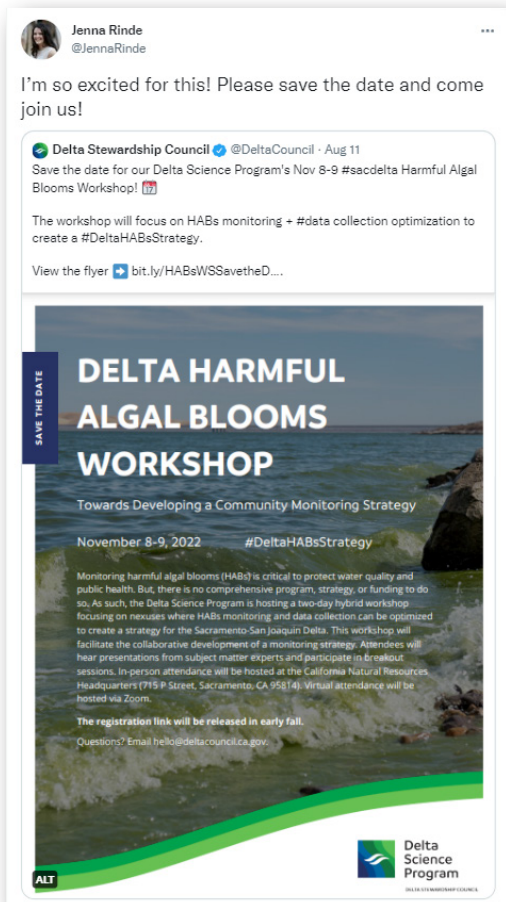 Jenna Rinde
@JennaRinde
I'm so excited for this! Please save the date and come
join us!
Delta Stewardship Council @DeltaCouncil · Aug 11
Save the date for our Delta Science Program's Nov 8-9 #sacdelta Harmful Algal
Blooms Workshop!
The workshop will focus on HABs monitoring + #data collection optimization to
create a #DeltaHABsStrategy.
View the flyer ➡️ bit.ly/HABsWSSavetheD....
SAVE THE DATE
DELTA HARMFUL
ALGAL BLOOMS
WORKSHOP
Towards Developing a Community Monitoring Strategy
November 8-9, 2022 #DeltaHABsStrategy
Monitoring harmful algal blooms (HABs) is critical to protect water quality and
public health. But, there is no comprehensive program, strategy, or funding to do
so. As such, the Delta Science Program is hosting a two-day hybrid workshop
focusing on nexuses where HABs monitoring and data collection can be optimized
to create a strategy for the Sacramento-San Joaquin Delta. This workshop will
facilitate the collaborative development of a monitoring strategy. Attendees will
hear presentations from subject matter experts and participate in breakout
sessions. In-person attendance will be hosted at the California Natural Resources
Headquarters (715 P Street, Sacramento, CA 95814). Virtual attendance will be
hosted via Zoom.
The registration link will be released in early fall.
Questions? Email hello@deltacouncil.ca.gov.
Delta
Science
Program
DELTA STEWARDSHIP COUNCIL
ALT